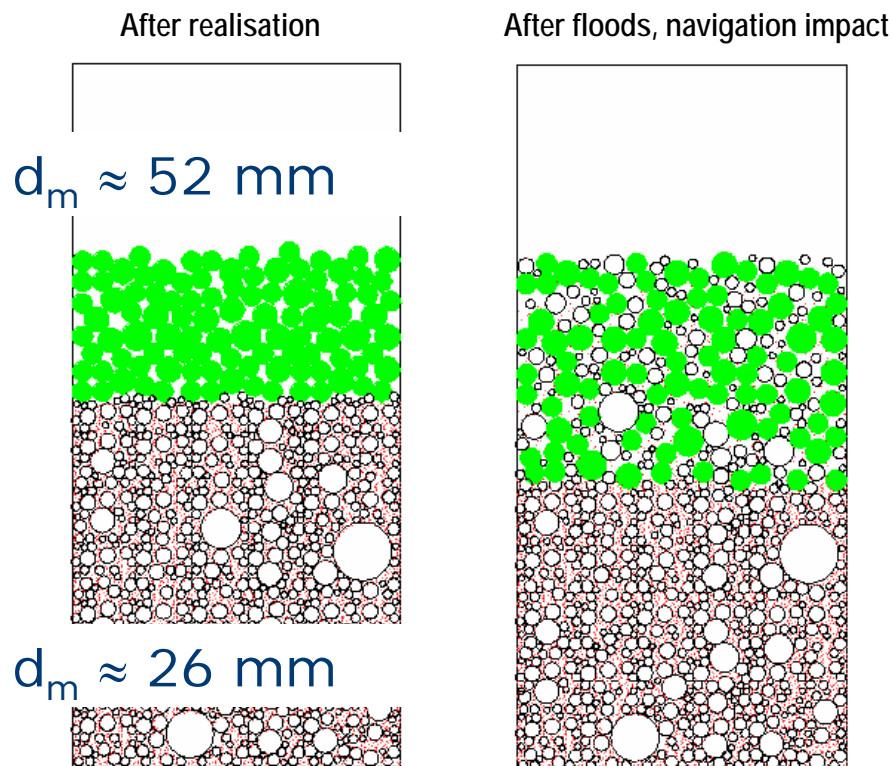 After realisation
After floods, navigation impact
dₘ ≈ 52 mm
dₘ ≈ 26 mm